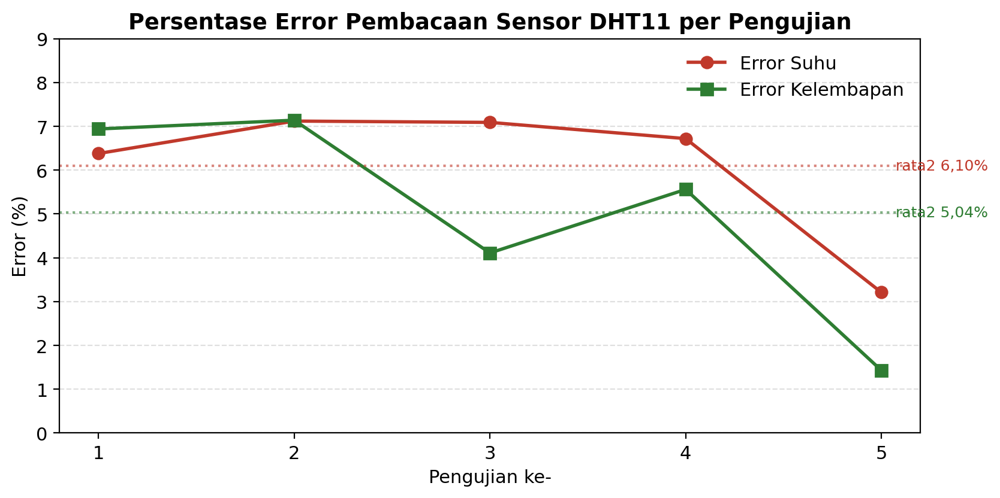 Persentase Error Pembacaan Sensor DHT11 per Pengujian
Error Suhu
Error Kelembapan
Error (%)
9
8
7
6
5
4
3
2
1
0
rata2 6,10%
rata2 5,04%
1 2 3 4 5
Pengujian ke-